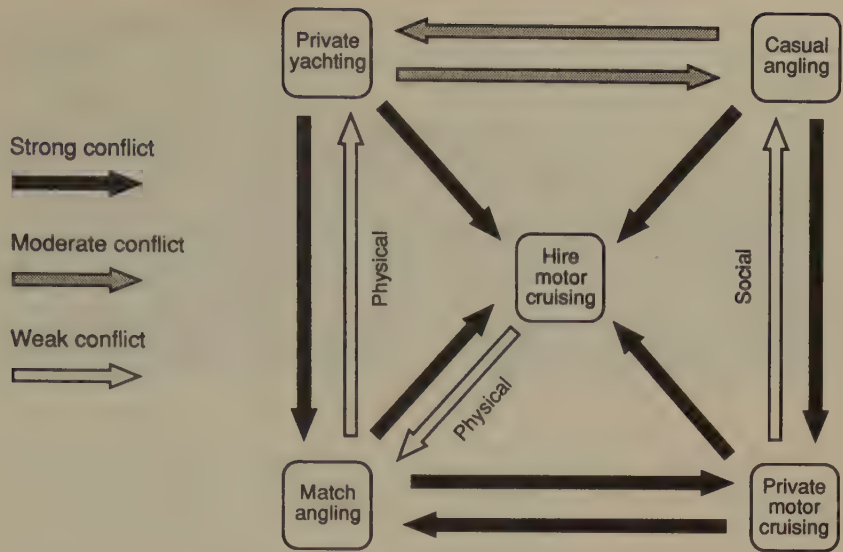 Private
yachting
Casual
angling
Strong conflict
Moderate conflict
Weak conflict
Physical
Hire
motor
cruising
Social
Physical
Match
angling
Private
motor
cruising